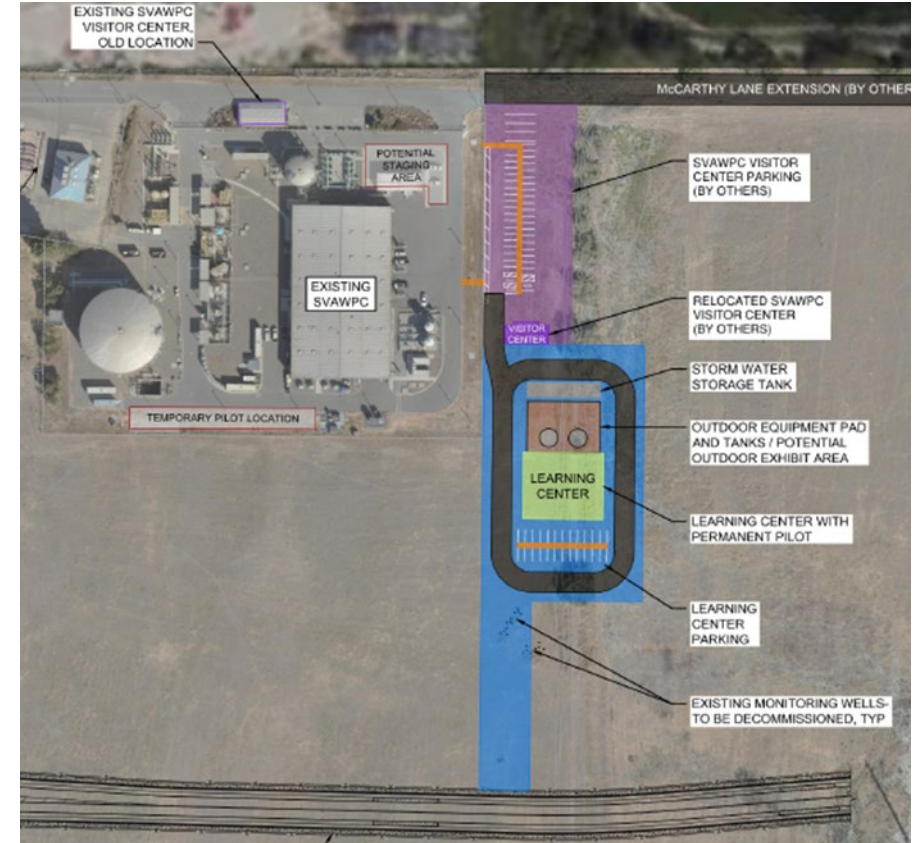 EXISTING SVAWPC
VISITOR CENTER,
OLD LOCATION
McCARTHY LANE EXTENSION (BY OTHER
POTENTIAL
STAGING
AREA
SVAWPC VISITOR
CENTER PARKING
(BY OTHERS)
EXISTING
SVAWPC
RELOCATED SVAWPC
VISITOR CENTER
(BY OTHERS)
VISITOR
CENTER
STORM WATER
STORAGE TANK
TEMPORARY PILOT LOCATION
OUTDOOR EQUIPMENT PAD
AND TANKS / POTENTIAL
OUTDOOR EXHIBIT AREA
LEARNING
CENTER
LEARNING CENTER WITH
PERMANENT PILOT
LEARNING
CENTER
PARKING
EXISTING MONITORING WELLS-
TO BE DECOMMISSIONED, TYP